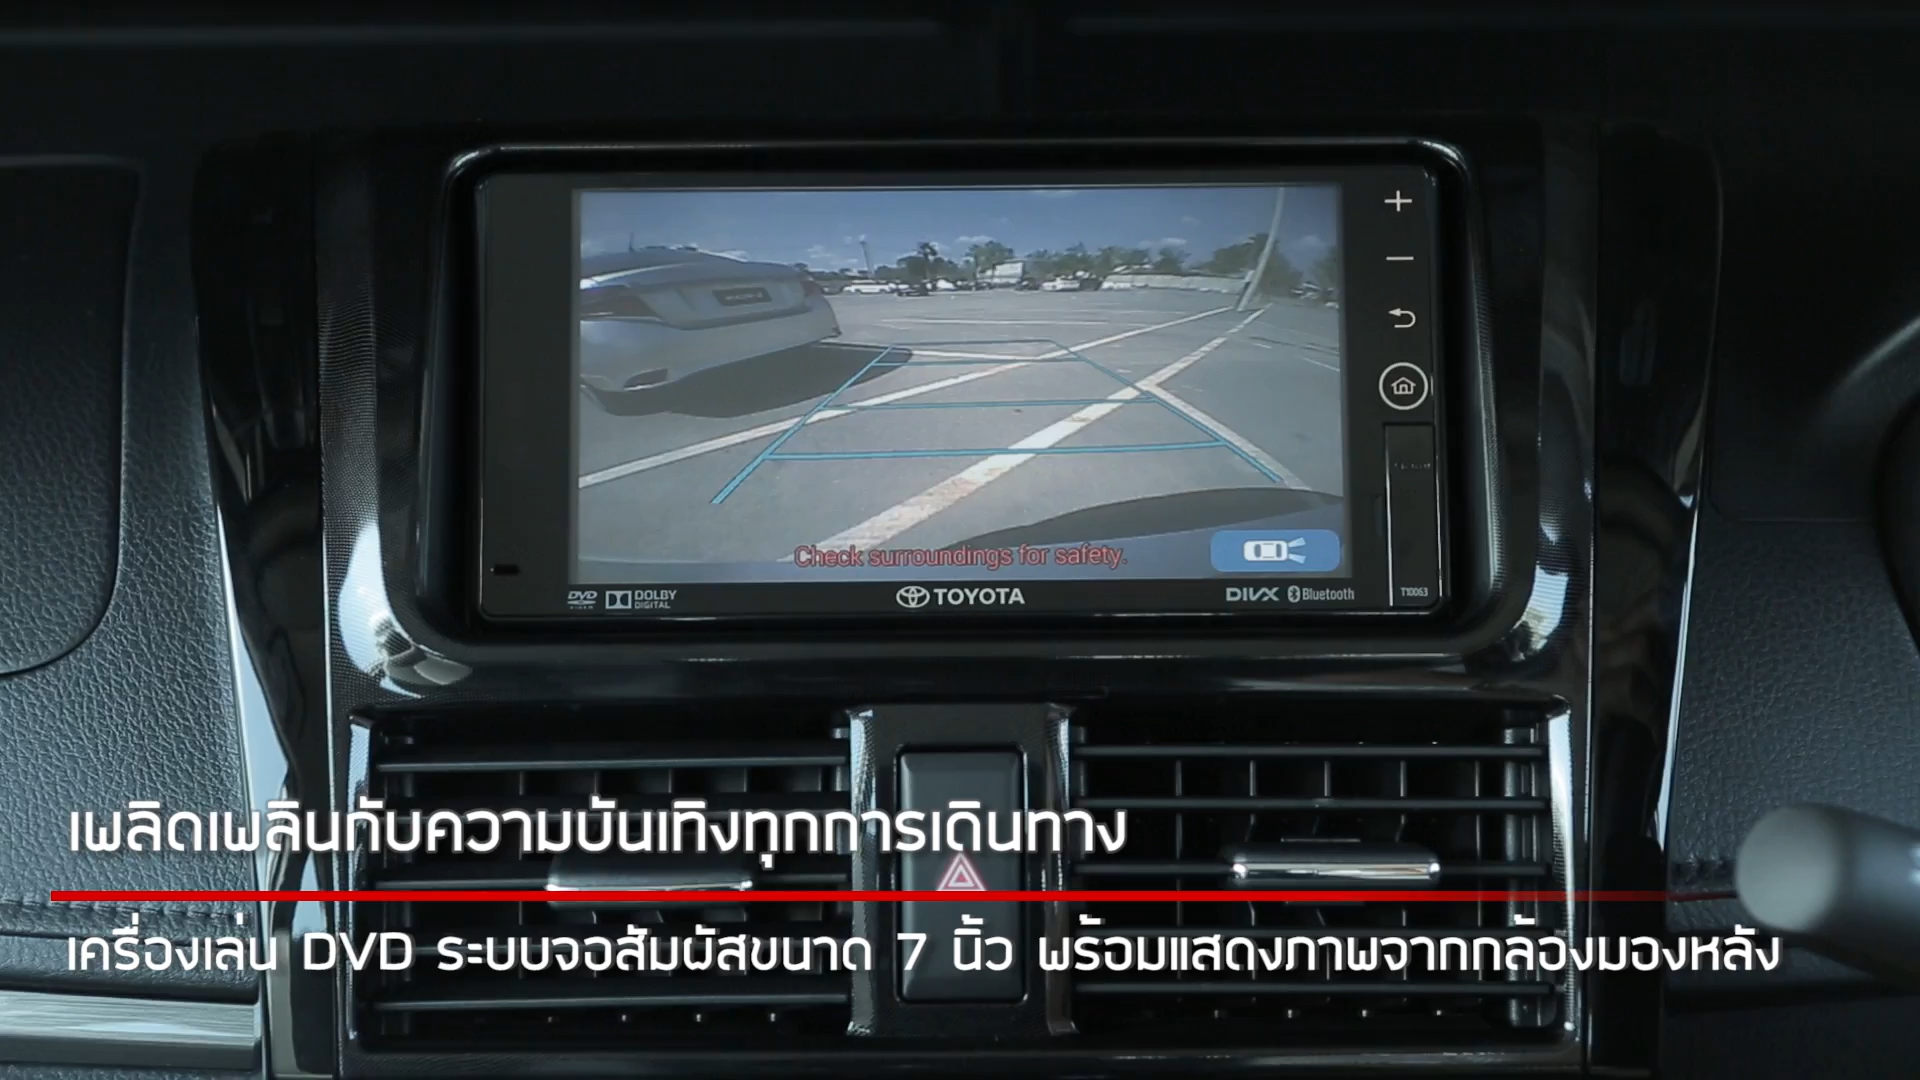 Check surroundings for safety.
DVD VIDEO DOLBY DIGITAL TOYOTA DIVX Bluetooth T10063
เพลิดเพลินกับความบันเทิงทุกการเดินทาง
เครื่องเล่น DVD ระบบจอสัมผัสขนาด 7 นิ้ว พร้อมแสดงภาพจากกล้องมองหลัง